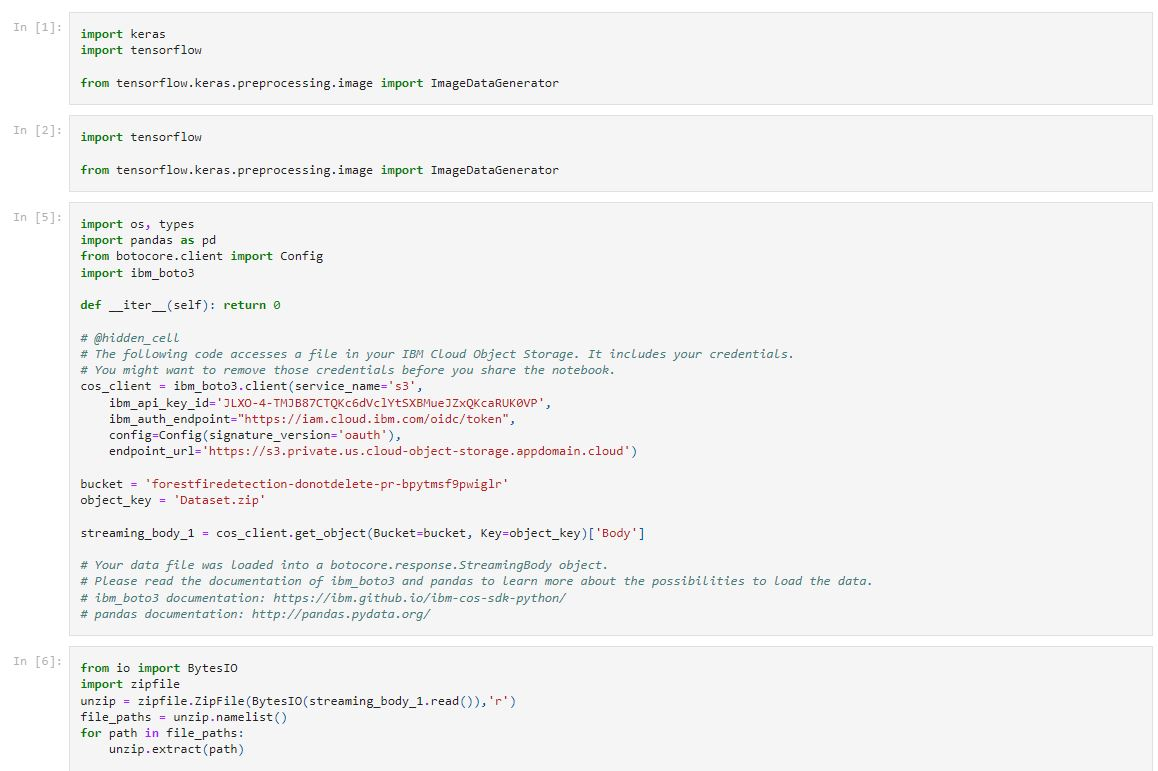 In [1]:
import keras
import tensorflow
from tensorflow.keras.preprocessing.image import ImageDataGenerator
In [2]:
import tensorflow
from tensorflow.keras.preprocessing.image import ImageDataGenerator
In [5]:
import os, types
import pandas as pd
from botocore.client import Config
import ibm_boto3
def __iter__(self): return 0
# @hidden_cell
# The following code accesses a file in your IBM Cloud Object Storage. It includes your credentials.
# You might want to remove those credentials before you share the notebook.
cos_client = ibm_boto3.client(service_name='s3',
    ibm_api_key_id='JLXO-4-TMJB87CTQKc6dVclYtSXBMueJZxQKcaRUK0VP',
    ibm_auth_endpoint="https://iam.cloud.ibm.com/oidc/token",
    config=Config(signature_version='oauth'),
    endpoint_url='https://s3.private.us.cloud-object-storage.appdomain.cloud')
bucket = 'forestfiredetection-donotdelete-pr-bpytmsf9pwiglr'
object_key = 'Dataset.zip'
streaming_body_1 = cos_client.get_object(Bucket=bucket, Key=object_key)['Body']
# Your data file was loaded into a botocore.response.StreamingBody object.
# Please read the documentation of ibm_boto3 and pandas to learn more about the possibilities to load the data.
# ibm_boto3 documentation: https://ibm.github.io/ibm-cos-sdk-python/
# pandas documentation: http://pandas.pydata.org/
In [6]:
from io import BytesIO
import zipfile
unzip = zipfile.ZipFile(BytesIO(streaming_body_1.read()),'r')
file_paths = unzip.namelist()
for path in file_paths:
    unzip.extract(path)